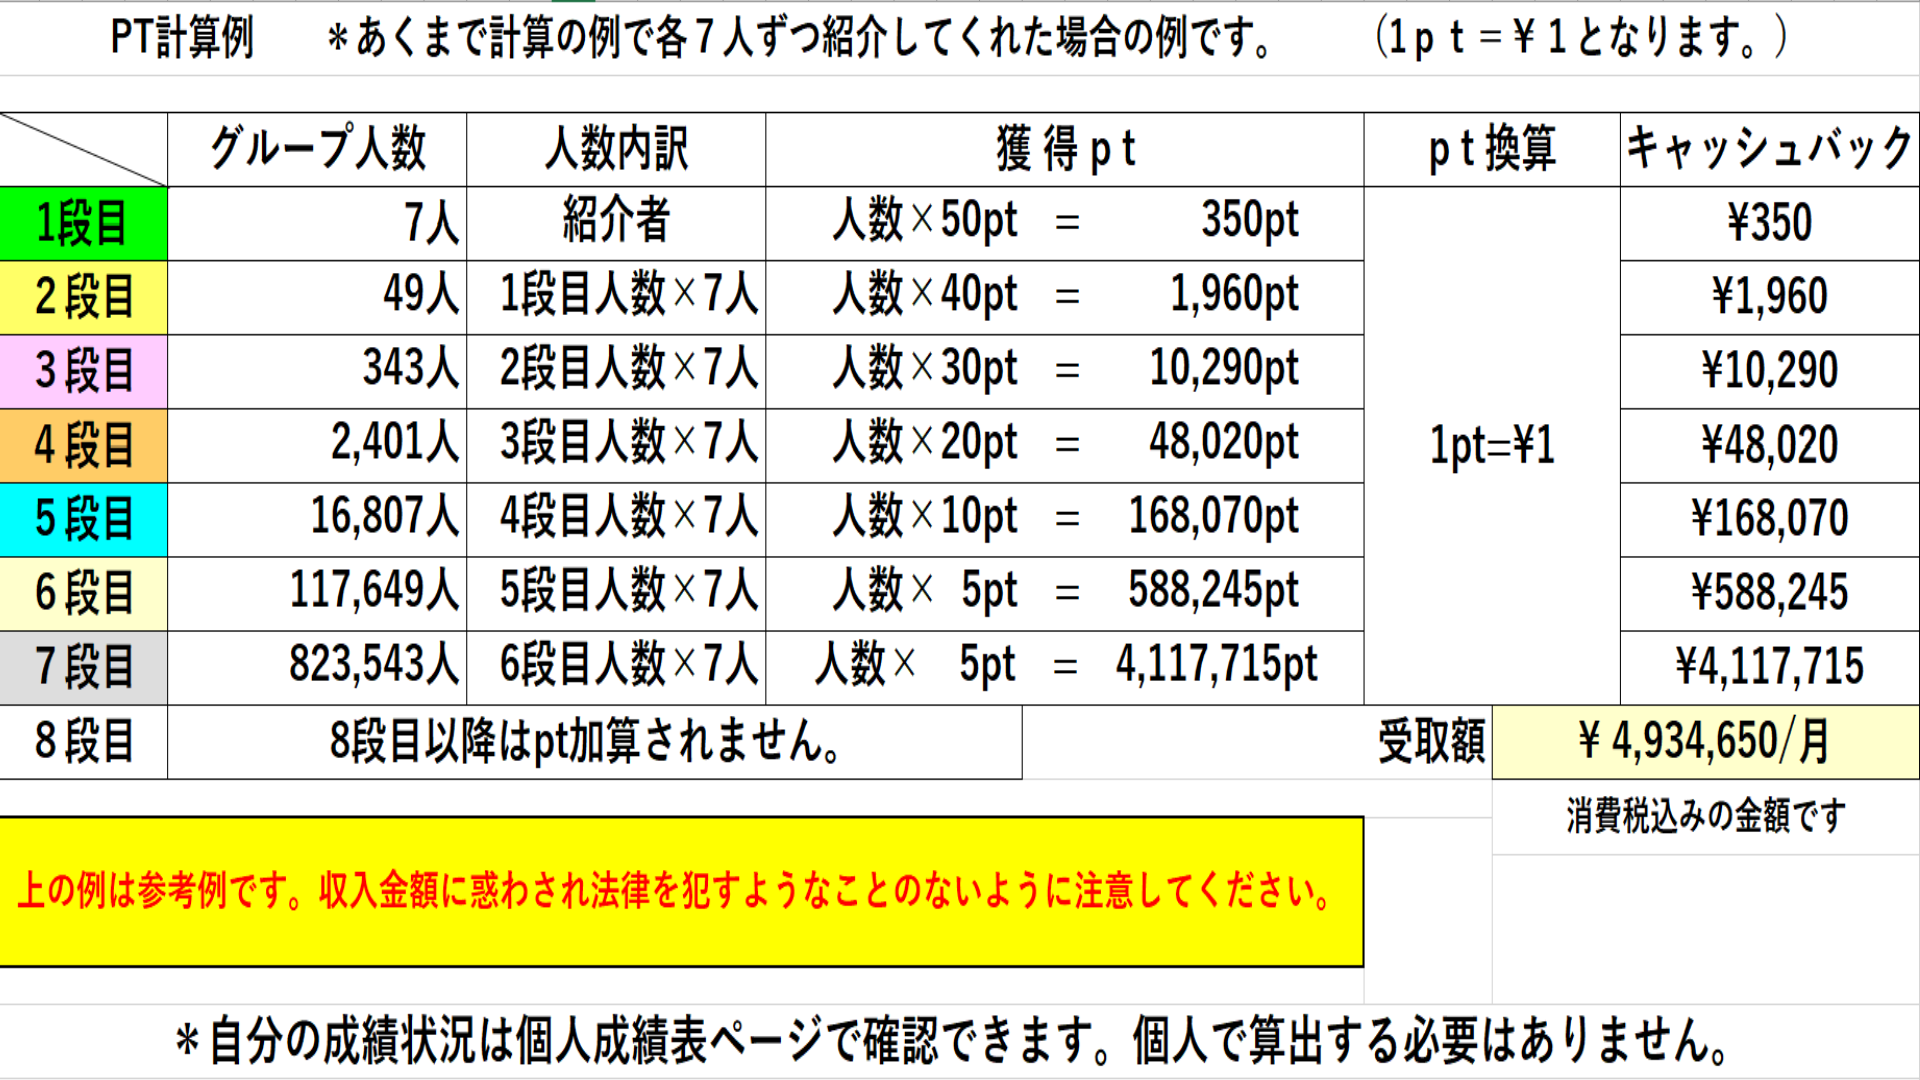 PT計算例 ＊あくまで計算の例で各７人ずつ紹介してくれた場合の例です。 （1ｐｔ＝¥１となります。）
グループ人数 人数内訳 獲 得 p t p t 換算 キャッシュバック
1段目 7人 紹介者 人数×50pt = 350pt ¥350
２段目 49人 1段目人数×7人 人数×40pt = 1,960pt ¥1,960
３段目 343人 2段目人数×7人 人数×30pt = 10,290pt ¥10,290
４段目 2,401人 3段目人数×7人 人数×20pt = 48,020pt 1pt=¥1 ¥48,020
５段目 16,807人 4段目人数×7人 人数×10pt = 168,070pt ¥168,070
６段目 117,649人 5段目人数×7人 人数× 5pt = 588,245pt ¥588,245
７段目 823,543人 6段目人数×7人 人数× 5pt = 4,117,715pt ¥4,117,715
８段目 8段目以降はpt加算されません。 受取額 ¥ 4,934,650/月
消費税込みの金額です
上の例は参考例です。収入金額に惑わされ法律を犯すようなことのないように注意してください。
＊自分の成績状況は個人成績表ページで確認できます。個人で算出する必要はありません。